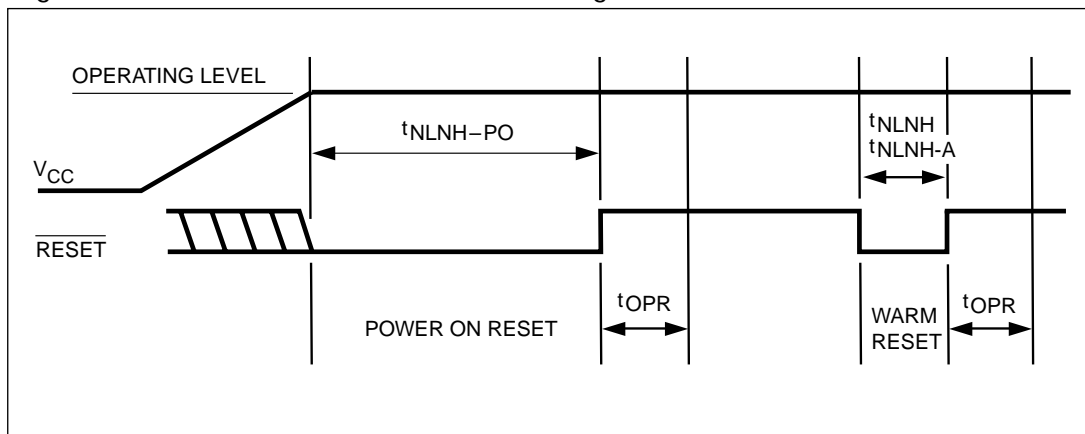 OPERATING LEVEL
tNLNH–PO
tNLNH
tNLNH-A
VCC
RESET
POWER ON RESET
tOPR
WARM
RESET
tOPR